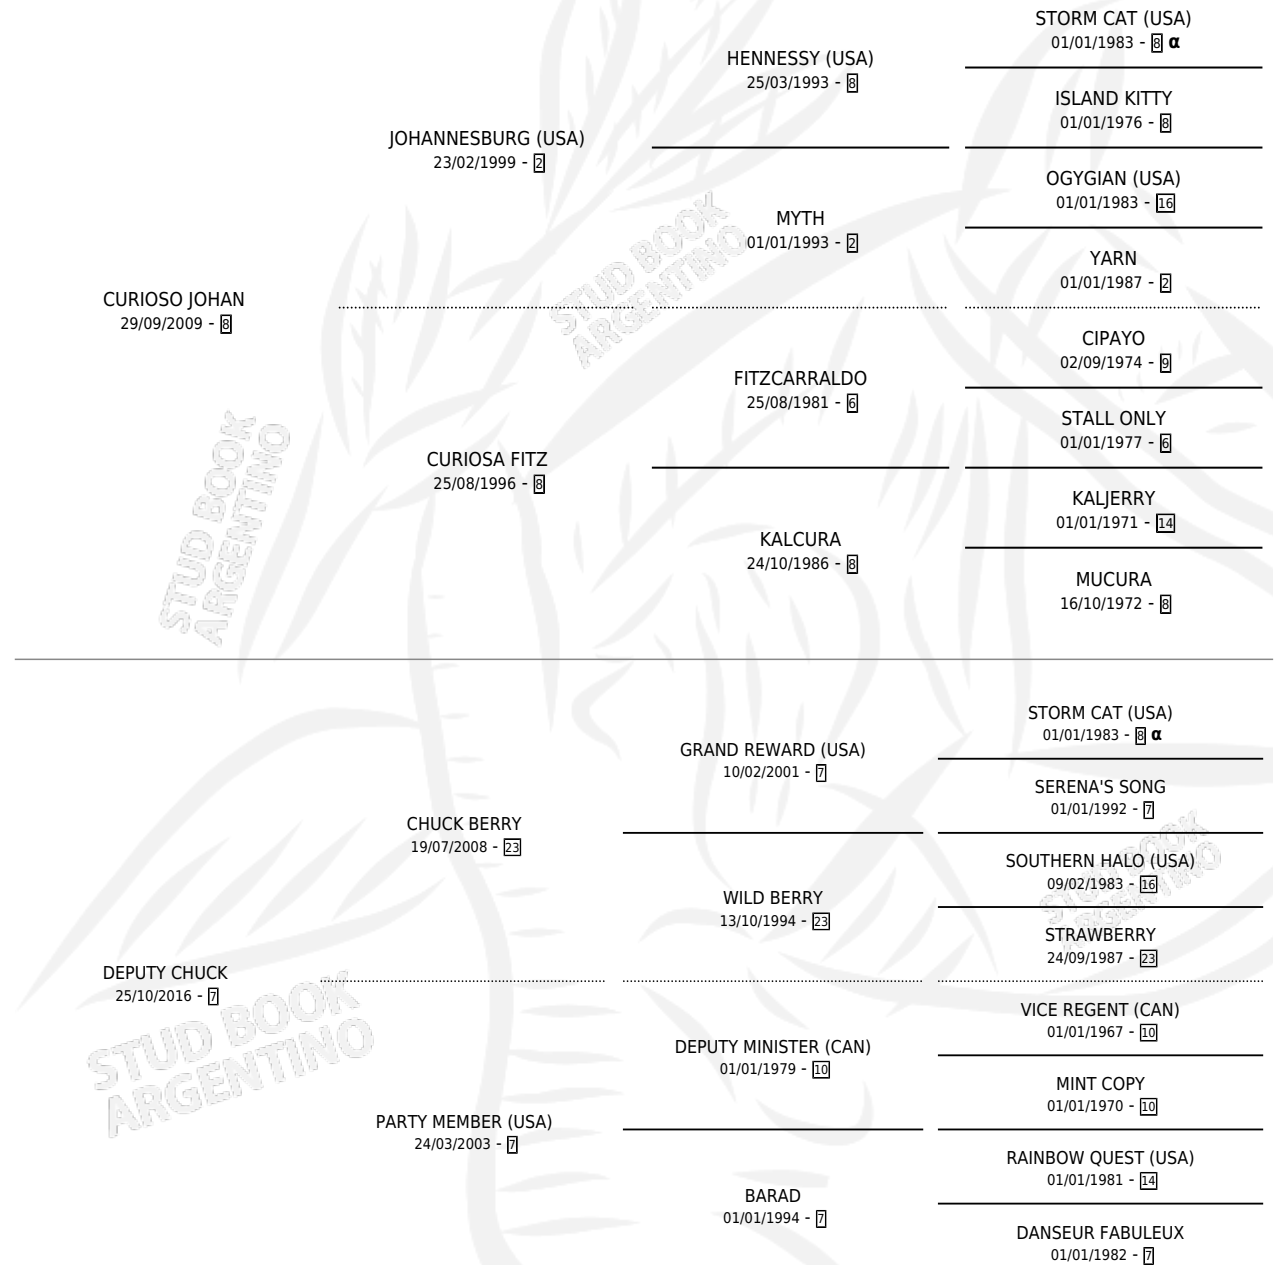 STORM CAT (USA)
01/01/1983 - 8 α
HENNESSY (USA)
25/03/1993 - 8
ISLAND KITTY
01/01/1976 - 8
JOHANNESBURG (USA)
23/02/1999 - 2
OGYGIAN (USA)
01/01/1983 - 16
MYTH
01/01/1993 - 2
YARN
01/01/1987 - 2
CURIOSO JOHAN
29/09/2009 - 8
CIPAYO
02/09/1974 - 9
FITZCARRALDO
25/08/1981 - 6
STALL ONLY
01/01/1977 - 6
CURIOSA FITZ
25/08/1996 - 8
KALJERRY
01/01/1971 - 14
KALCURA
24/10/1986 - 8
MUCURA
16/10/1972 - 8
STUD BOOK
ARGENTINO
STUD BOOK
ARGENTINO
STORM CAT (USA)
01/01/1983 - 8 α
GRAND REWARD (USA)
10/02/2001 - 7
SERENA'S SONG
01/01/1992 - 7
CHUCK BERRY
19/07/2008 - 23
SOUTHERN HALO (USA)
09/02/1983 - 16
WILD BERRY
13/10/1994 - 23
STRAWBERRY
24/09/1987 - 23
DEPUTY CHUCK
25/10/2016 - 7
VICE REGENT (CAN)
01/01/1967 - 10
DEPUTY MINISTER (CAN)
01/01/1979 - 10
MINT COPY
01/01/1970 - 10
PARTY MEMBER (USA)
24/03/2003 - 7
RAINBOW QUEST (USA)
01/01/1981 - 14
BARAD
01/01/1994 - 7
DANSEUR FABULEUX
01/01/1982 - 7
STUD BOOK
ARGENTINO
STUD BOOK
ARGENTINO